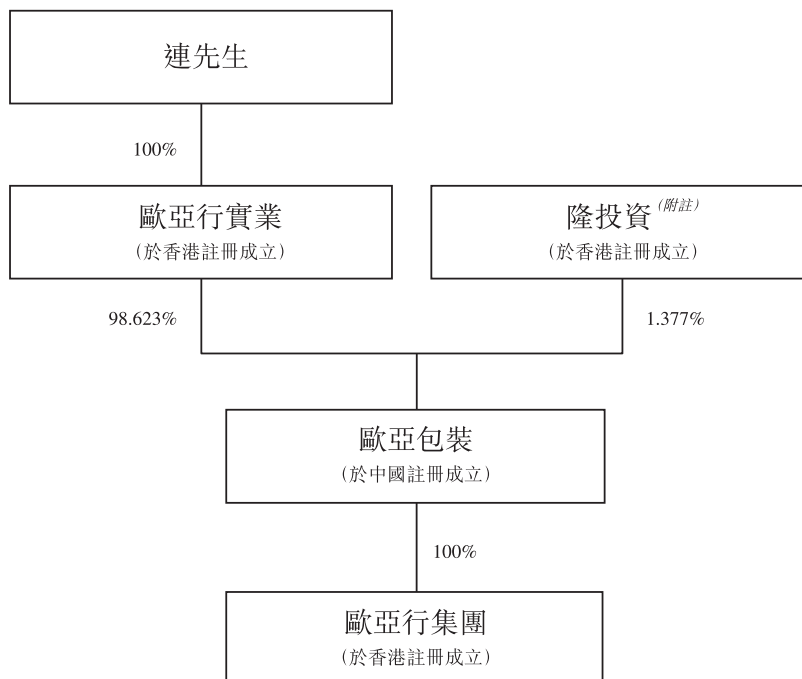 連先生
100%
歐亞行實業
(於香港註冊成立)
隆投資(附註)
(於香港註冊成立)
98.623%
1.377%
歐亞包裝
(於中國註冊成立)
100%
歐亞行集團
(於香港註冊成立)